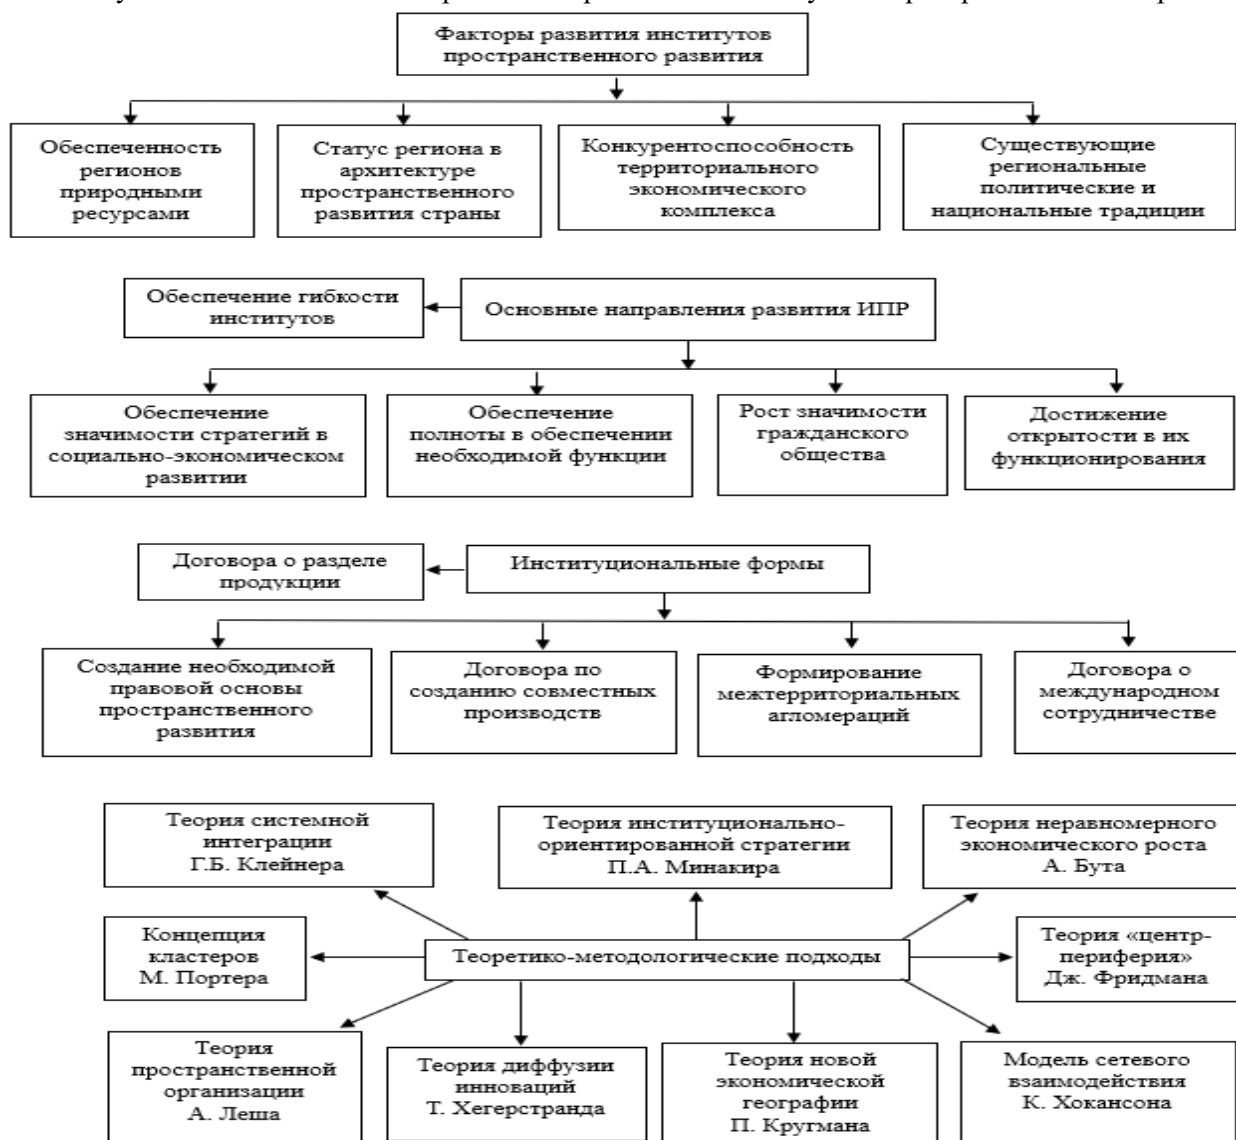 Факторы развития институтов
пространственного развития
Обеспеченность
регионов
природными
ресурсами
Статус региона в
архитектуре
пространственного
развития страны
Конкурентоспособность
территориального
экономического
комплекса
Существующие
региональные
политические и
национальные традиции
Обеспечение гибкости
институтов
Основные направления развития ИПР
Обеспечение
значимости стратегий в
социально-экономическом
развитии
Обеспечение
полноты в обеспечении
необходимой функции
Рост значимости
гражданского
общества
Достижение
открытости в их
функционирования
Договора о разделе
продукции
Институциональные формы
Создание необходимой
правовой основы
пространственного
развития
Договора по
созданию совместных
производств
Формирование
межтерриториальных
агломераций
Договора о
международном
сотрудничестве
Теория системной
интеграции
Г.Б. Клейнера
Теория институционально-
ориентированной стратегии
П.А. Минакира
Теория неравномерного
экономического роста
А. Бута
Концепция
кластеров
М. Портера
Теоретико-методологические подходы
Теория «центр-
периферия»
Дж. Фридмана
Теория
пространственной
организации
А. Леша
Теория диффузии
инноваций
Т. Хегерстранда
Теория новой
экономической
географии
П. Кругмана
Модель сетевого
взаимодействия
К. Хокансона